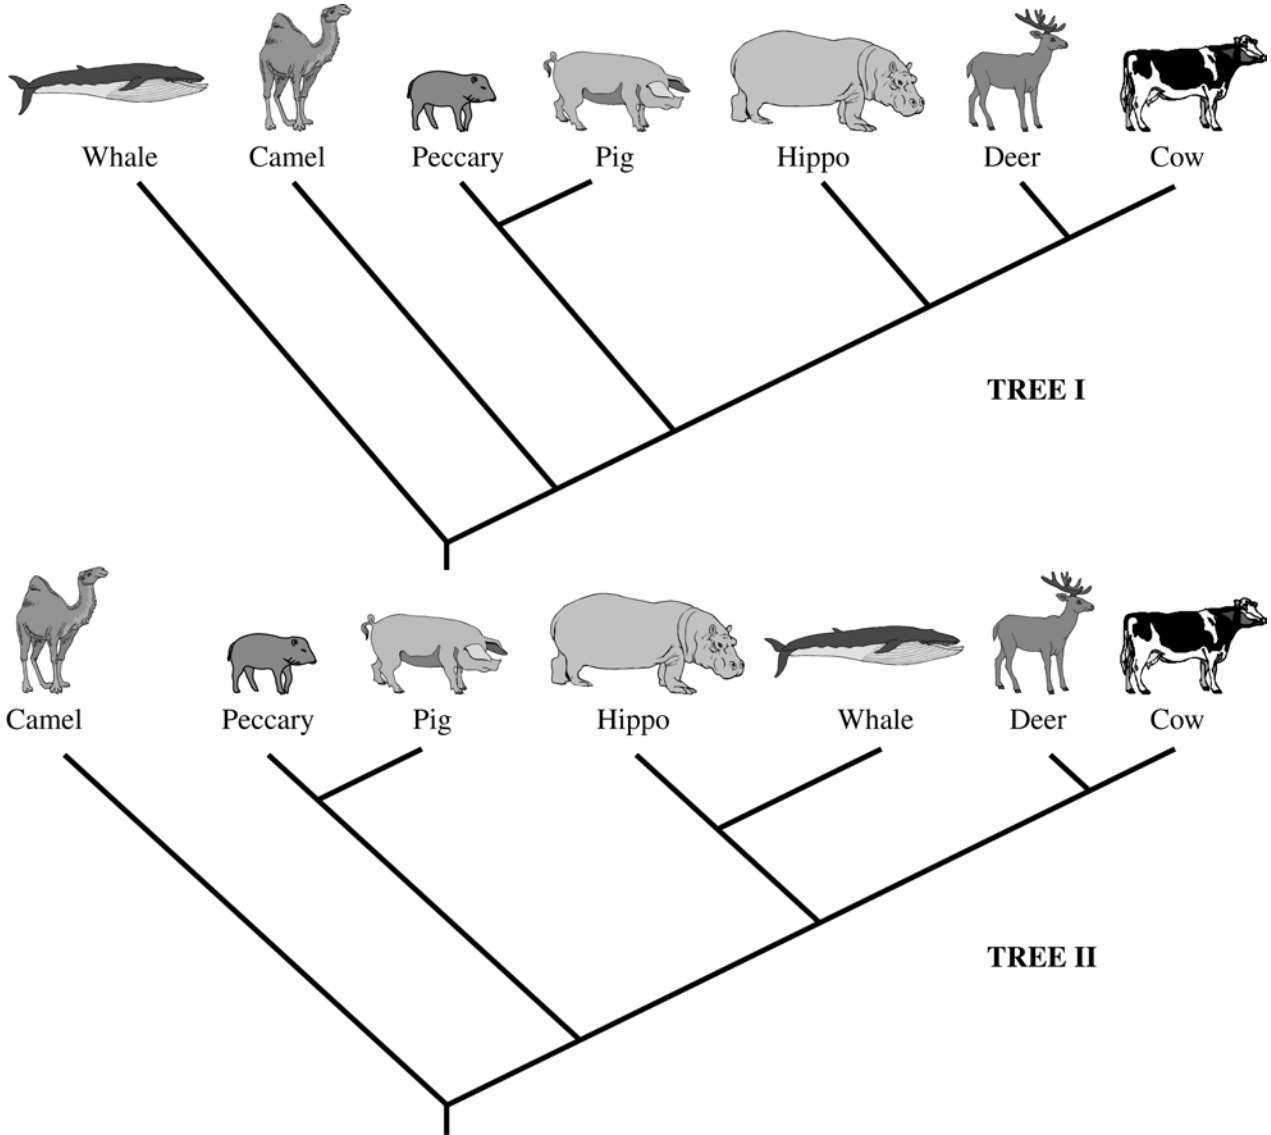 Whale Camel Peccary Pig Hippo Deer Cow
TREE I
Camel Peccary Pig Hippo Whale Deer Cow
TREE II